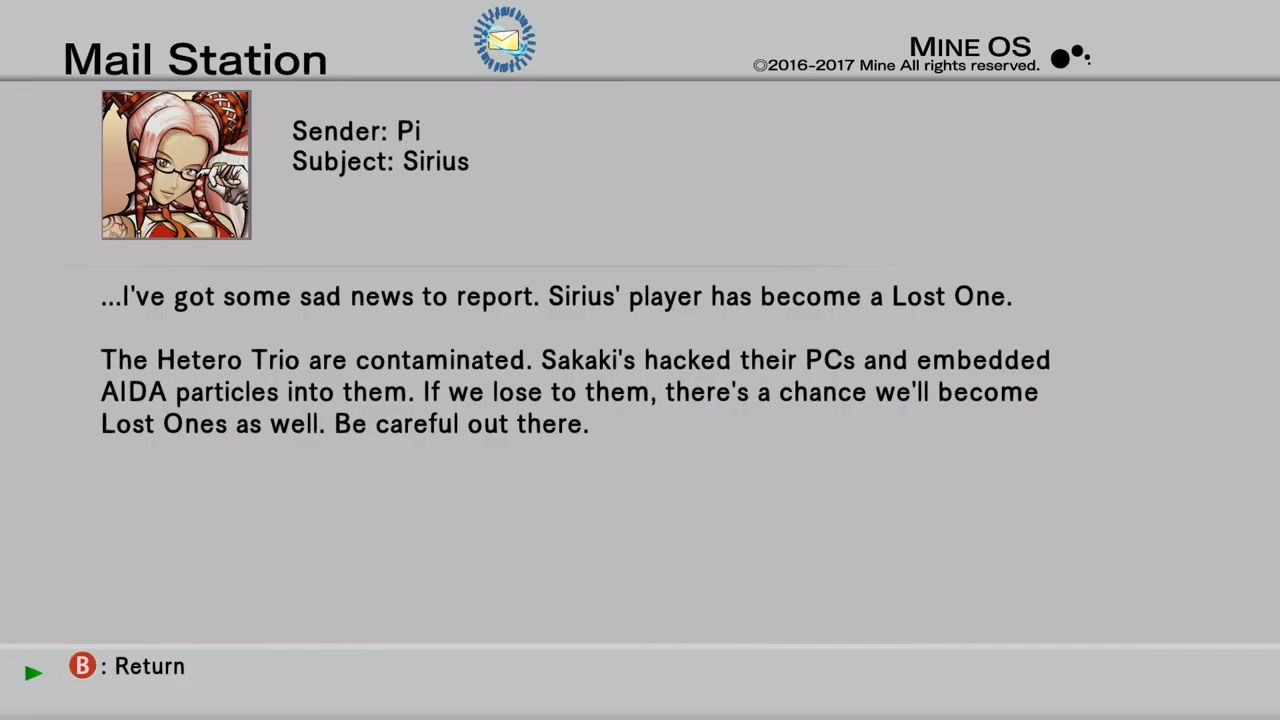 Mail Station
MINE OS
©2016-2017 Mine All rights reserved.
Sender: Pi
Subject: Sirius
...I've got some sad news to report. Sirius' player has become a Lost One.
The Hetero Trio are contaminated. Sakaki's hacked their PCs and embedded
AIDA particles into them. If we lose to them, there's a chance we'll become
Lost Ones as well. Be careful out there.
B : Return